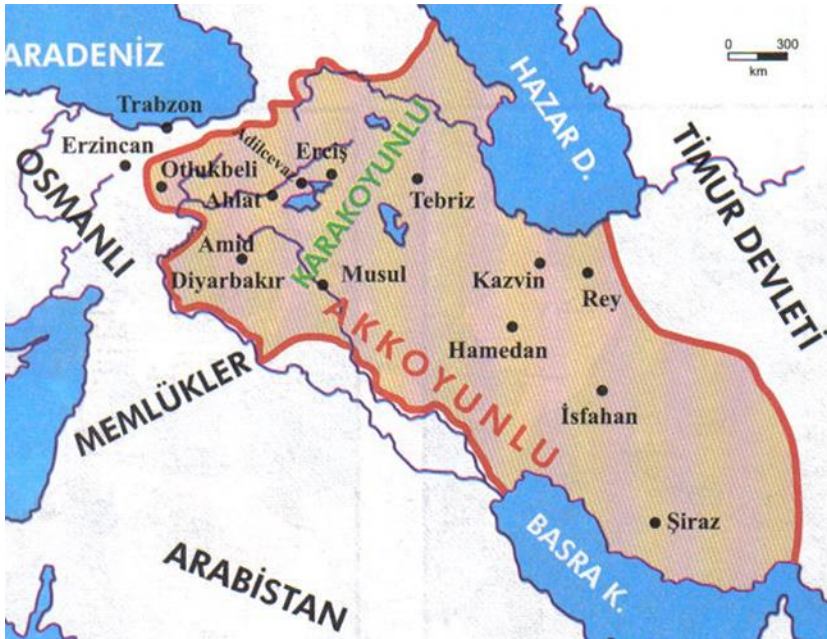 ARADENİZ
0 300
km
HAZAR D.
Trabzon
TİMUR DEVLETİ
Erzincan
OSMANLI
Adilcevaz
Erciş
KARAKOYUNLU
Otlukbeli
Ahlat
Tebriz
Amid
Diyarbakır
Musul
Kazvin
Rey
AKKOYUNLU
Hamedan
MEMLÜKLER
İsfahan
Şiraz
BASRA K.
ARABİSTAN